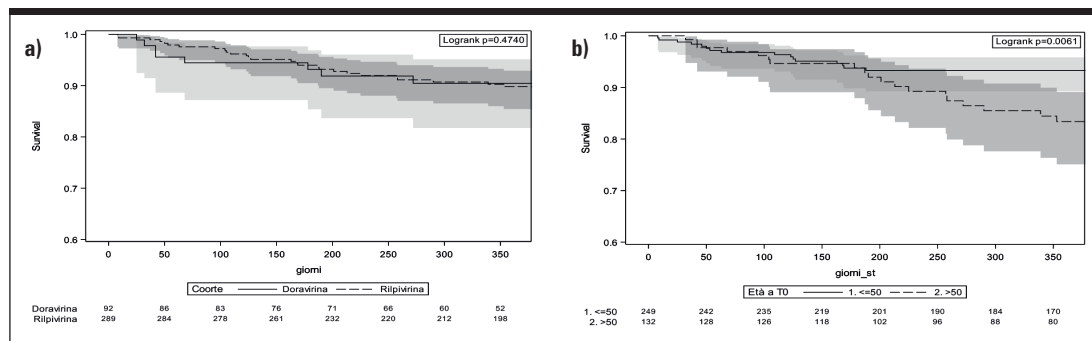 a)
Logrank p=0.4740
1.0
0.9
0.8
0.7
0.6
Survival
0 50 100 150 200 250 300 350
giorni
Coorte Doravirina Rilpivirina
Doravirina 92 86 83 76 71 66 60 52
Rilpivirina 289 284 278 261 232 220 212 198
b)
Logrank p=0.0061
1.0
0.9
0.8
0.7
0.6
Survival
0 50 100 150 200 250 300 350
giorni_st
Età a T0 1. <=50 2. >50
1. <=50 249 242 235 219 201 190 184 170
2. >50 132 128 126 118 102 96 88 80